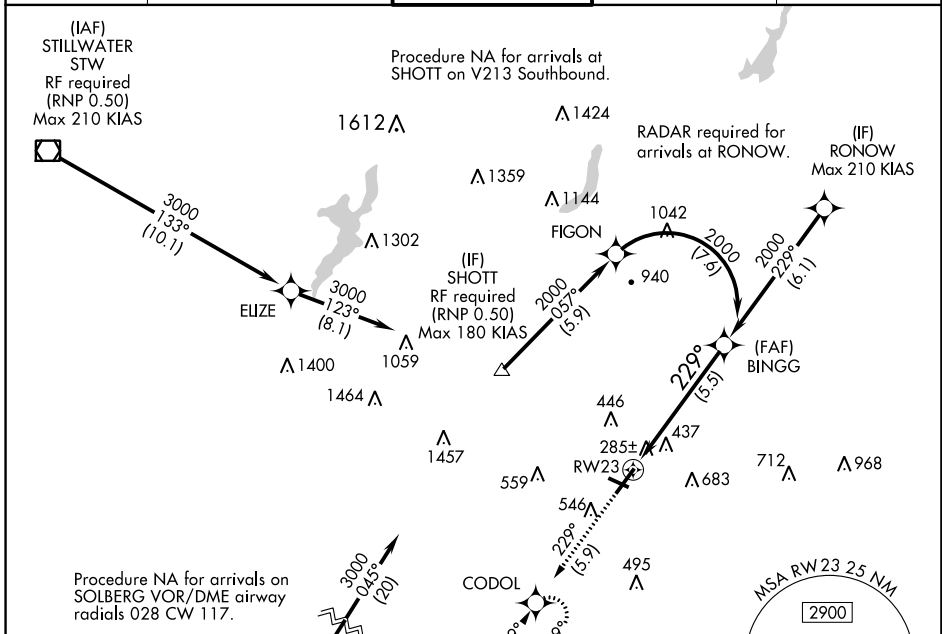 (IAF)
STILLWATER
STW
RF required
(RNP 0.50)
Max 210 KIAS
Procedure NA for arrivals at
SHOTT on V213 Southbound.
1612
1424
RADAR required for
arrivals at RONOW.
(IF)
RONOW
Max 210 KIAS
1359
1144
3000
133°
(10.1)
1302
FIGON
1042
2000
(7.6)
2000
229°
(6.1)
(IF)
SHOTT
RF required
(RNP 0.50)
Max 180 KIAS
940
ELIZE
3000
123°
(8.1)
2000
057°
(5.9)
1059
1400
1464
(FAF)
BINGG
229°
(5.5)
446
437
285±
1457
RW23
559
683
712
968
546
229°
(5.9)
495
Procedure NA for arrivals on
SOLBERG VOR/DME airway
radials 028 CW 117.
3000
045°
(20)
CODOL
MSA RW 23 25 NM
2900